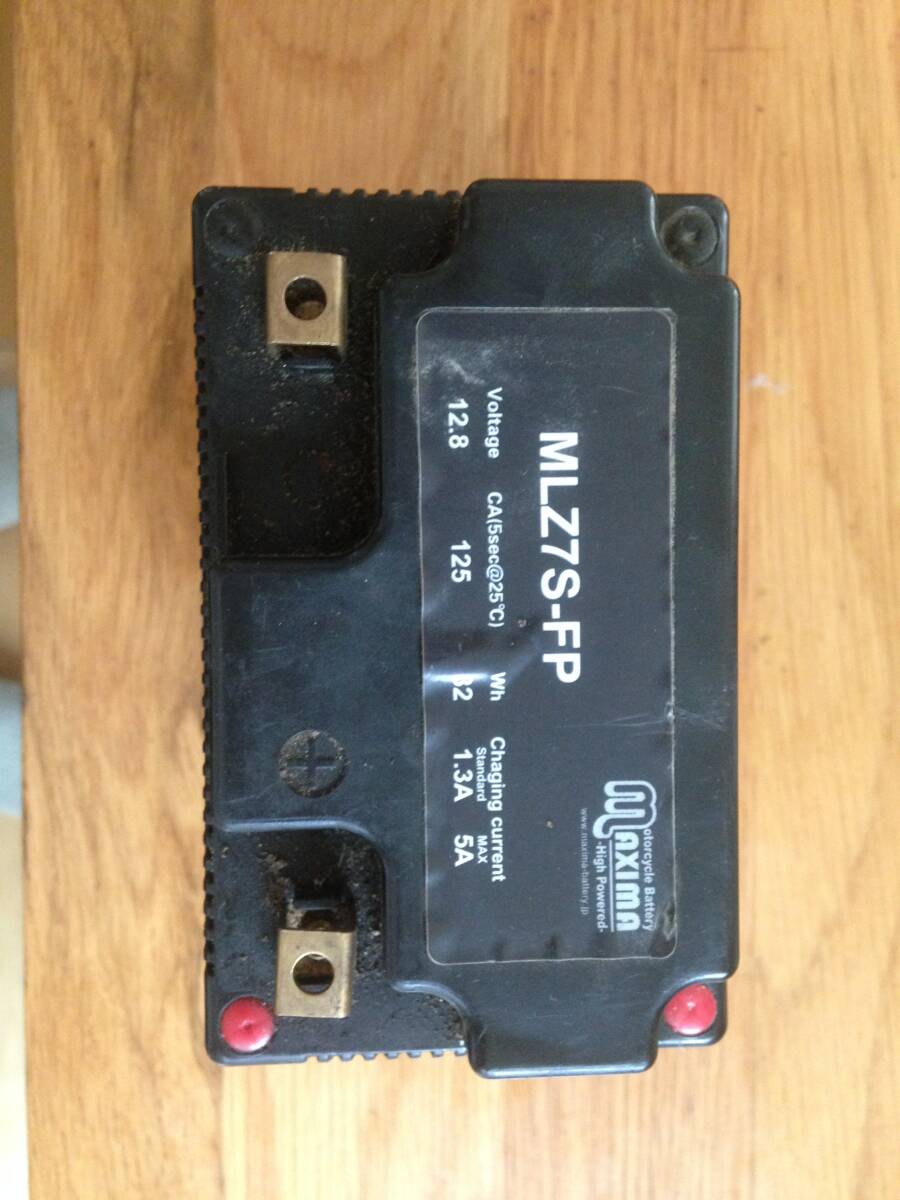 MLZ7S-FP
Motorcycle Battery
MAXIMA
-High Powered-
www.maxima-battery.jp
Voltage CA(5sec@25℃) Wh Chaging current
Standard MAX
12.8 125 32 1.3A 5A
+